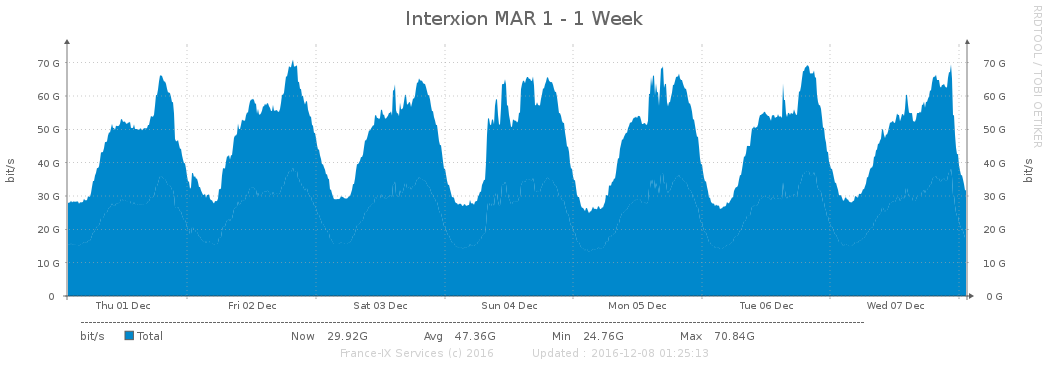 Interxion MAR 1 - 1 Week
RRDTOOL / TOBI OETIKER
bit/s
70 G
60 G
50 G
40 G
30 G
20 G
10 G
0
70 G
60 G
50 G
40 G
30 G
20 G
10 G
0 G
bit/s
Thu 01 Dec Fri 02 Dec Sat 03 Dec Sun 04 Dec Mon 05 Dec Tue 06 Dec Wed 07 Dec
bit/s Total Now 29.92G Avg 47.36G Min 24.76G Max 70.84G
France-IX Services (c) 2016 Updated : 2016-12-08 01:25:13